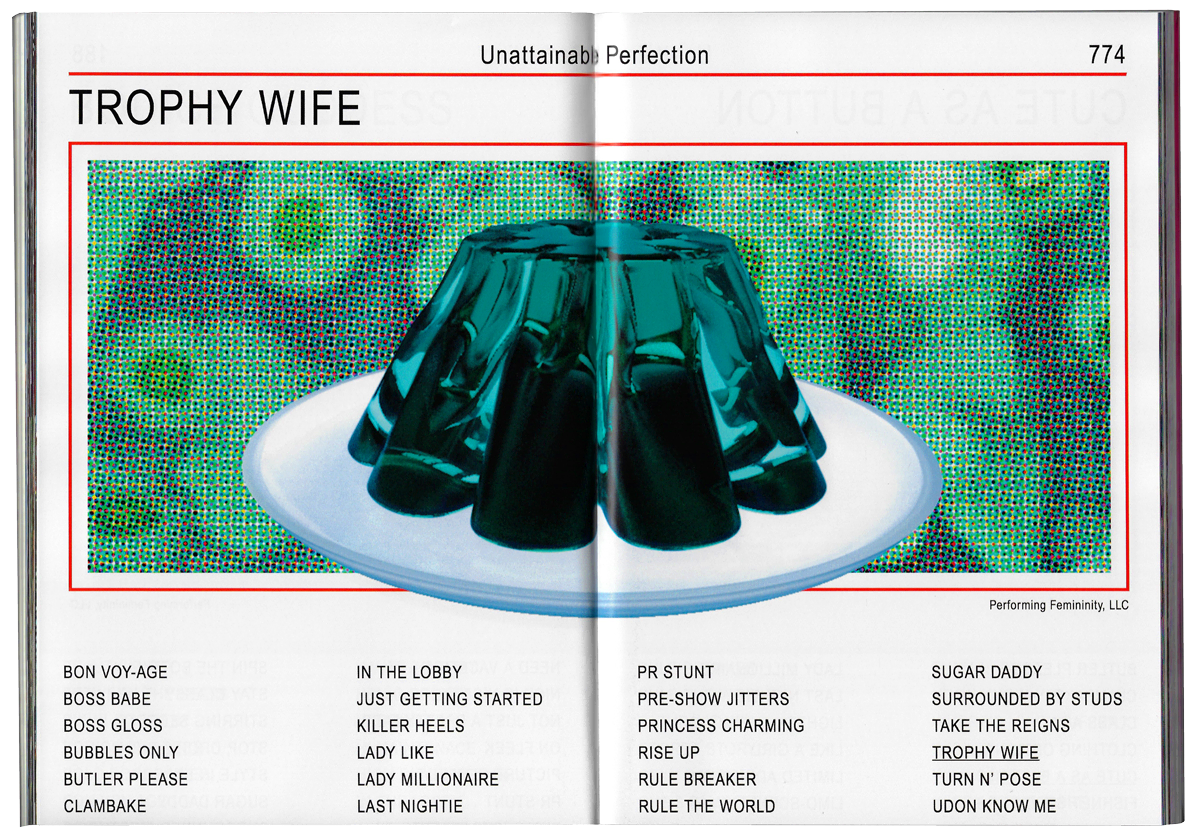 Unattainable Perfection
774
TROPHY WIFE
Performing Femininity, LLC
BON VOY-AGE
BOSS BABE
BOSS GLOSS
BUBBLES ONLY
BUTLER PLEASE
CLAMBAKE
IN THE LOBBY
JUST GETTING STARTED
KILLER HEELS
LADY LIKE
LADY MILLIONAIRE
LAST NIGHTIE
PR STUNT
PRE-SHOW JITTERS
PRINCESS CHARMING
RISE UP
RULE BREAKER
RULE THE WORLD
SUGAR DADDY
SURROUNDED BY STUDS
TAKE THE REIGNS
TROPHY WIFE
TURN N' POSE
UDON KNOW ME